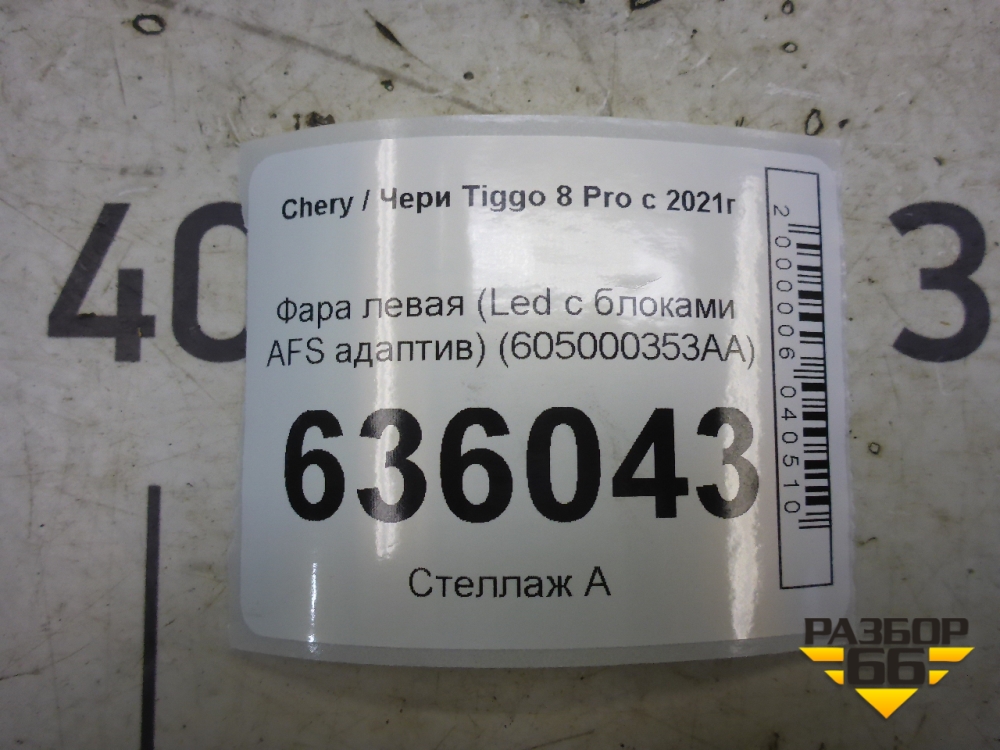 Chery / Чери Tiggo 8 Pro с 2021г
Фара левая (Led с блоками
AFS адаптив) (605000353AA)
636043
Стеллаж А
2000006040510
40
3
РАЗБОР
66